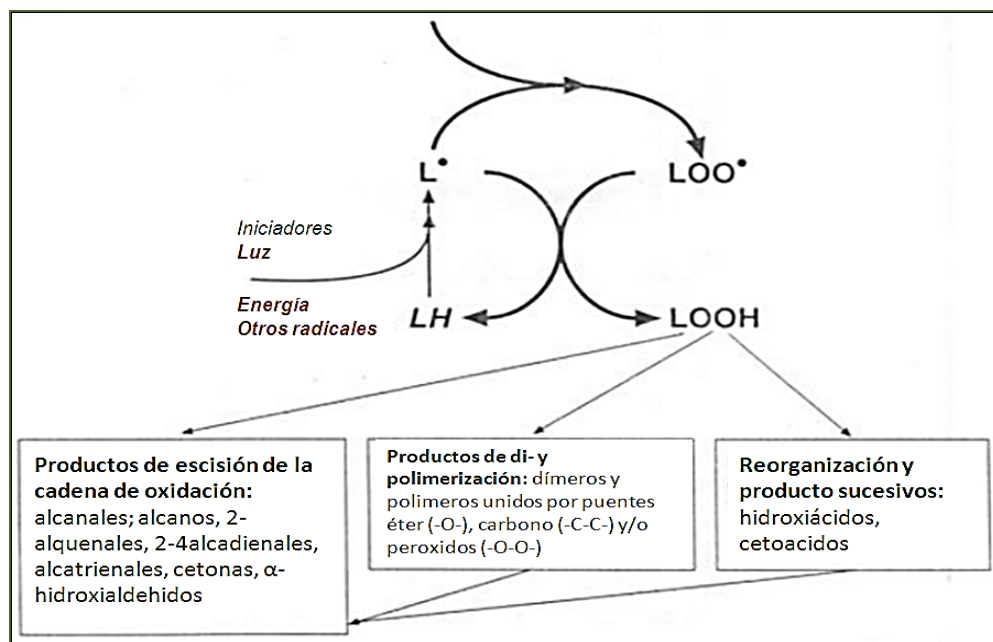 L•
LOO•
Iniciadores
Luz
Energía
Otros radicales
LH
LOOH
Productos de escisión de la
cadena de oxidación:
alcanales; alcanos, 2-
alquenales, 2-4alcadienales,
alcatrienales, cetonas, α-
hidroxialdehidos
Productos de di- y
polimerización: dímeros y
polimeros unidos por puentes
éter (-O-), carbono (-C-C-) y/o
peroxidos (-O-O-)
Reorganización y
producto sucesivos:
hidroxiácidos,
cetoacidos